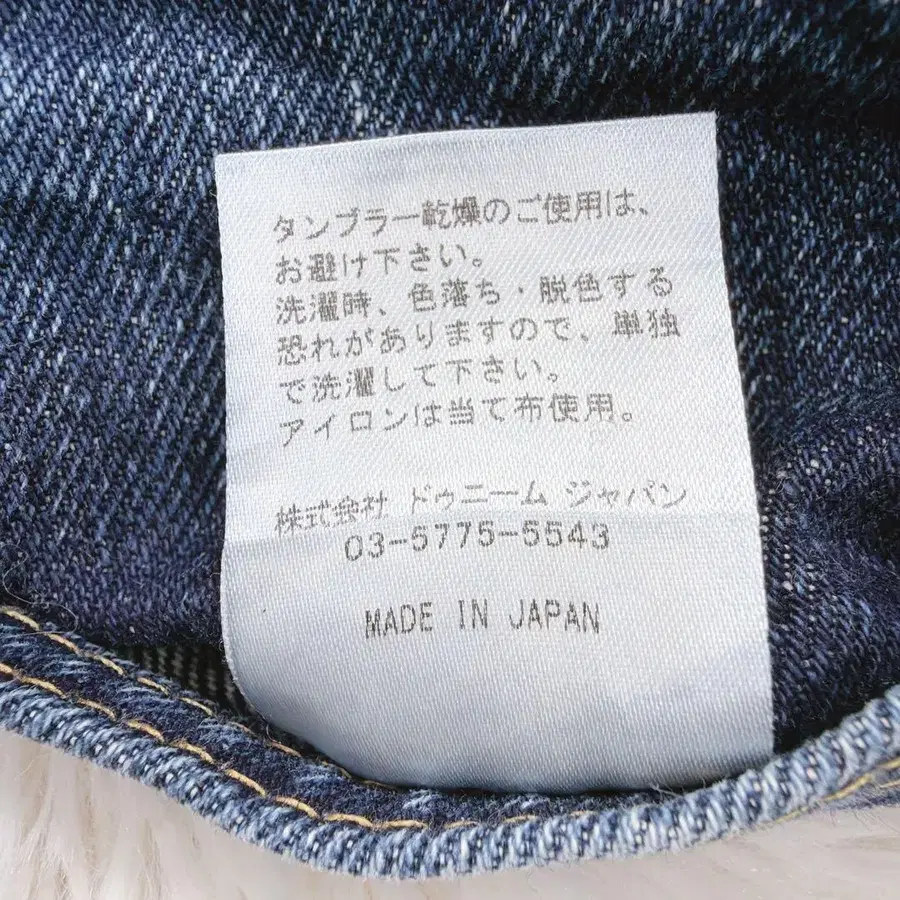 タンブラー乾燥のご使用は、
お避け下さい。
洗濯時、色落ち・脱色する
恐れがありますので、単独
で洗濯して下さい。
アイロンは当て布使用。
株式会社 ドゥニーム ジャパン
03-5775-5543
MADE IN JAPAN